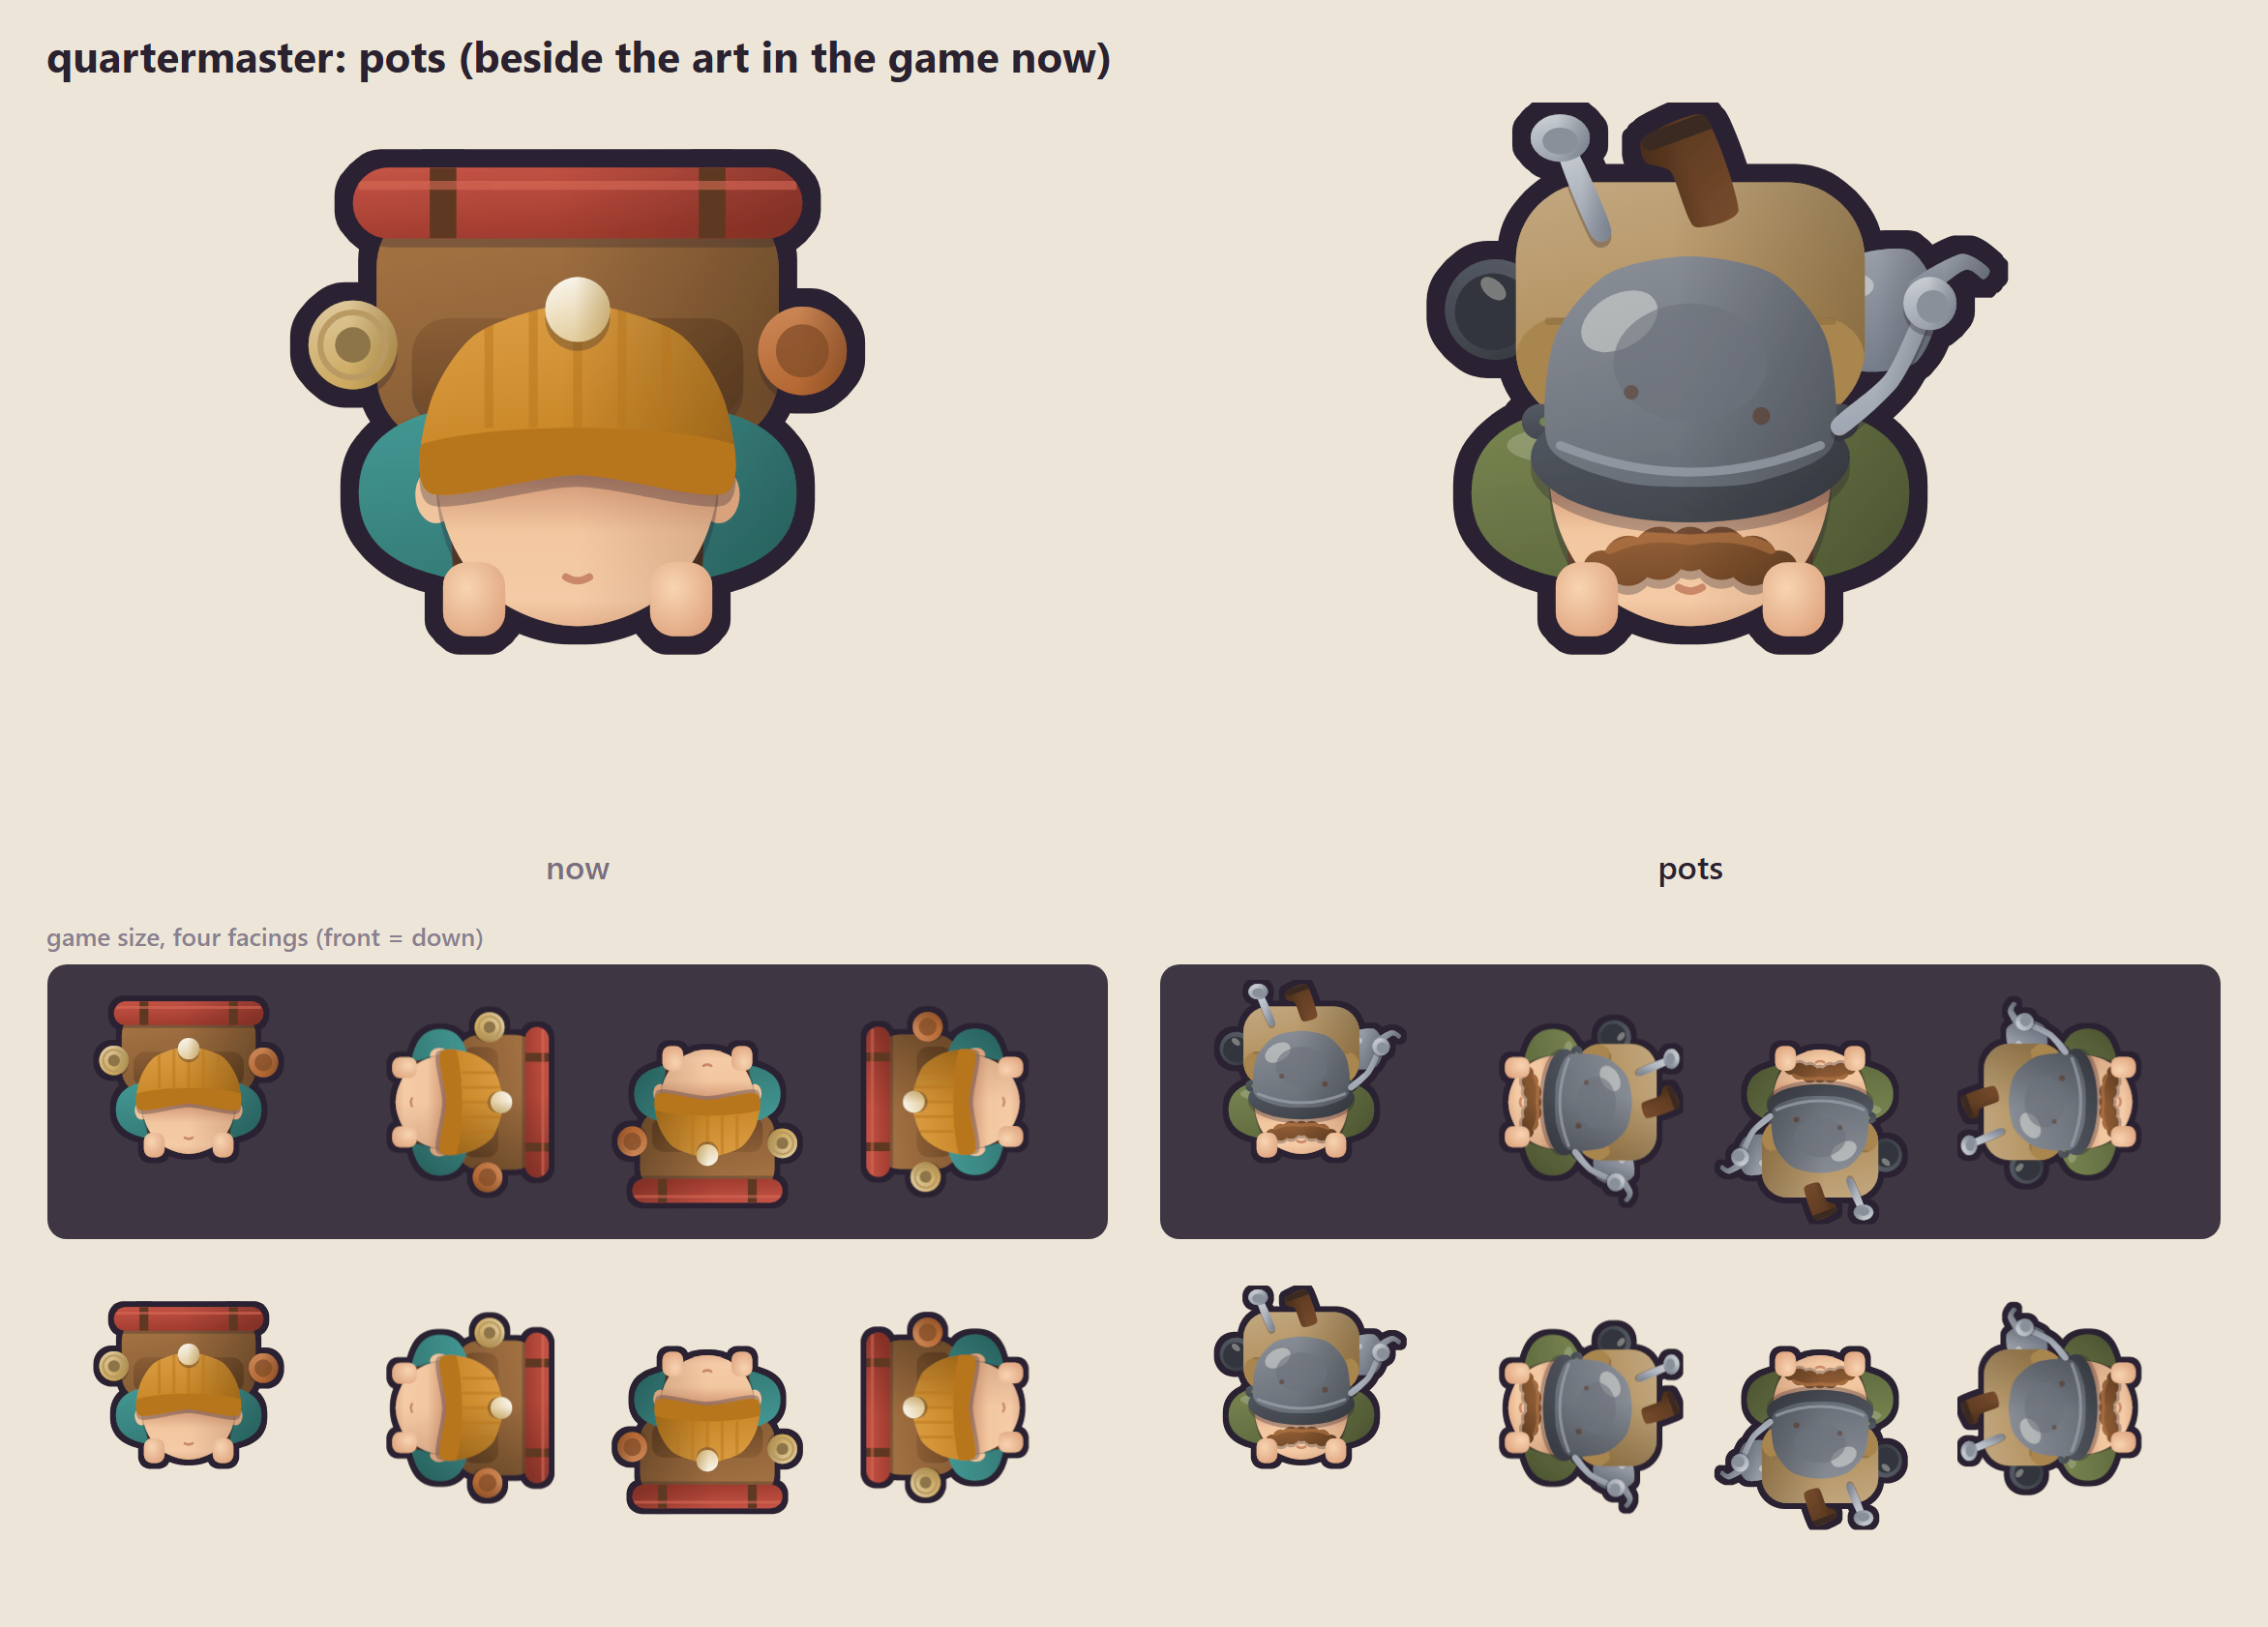 quartermaster: pots (beside the art in the game now)
now
pots
game size, four facings (front = down)